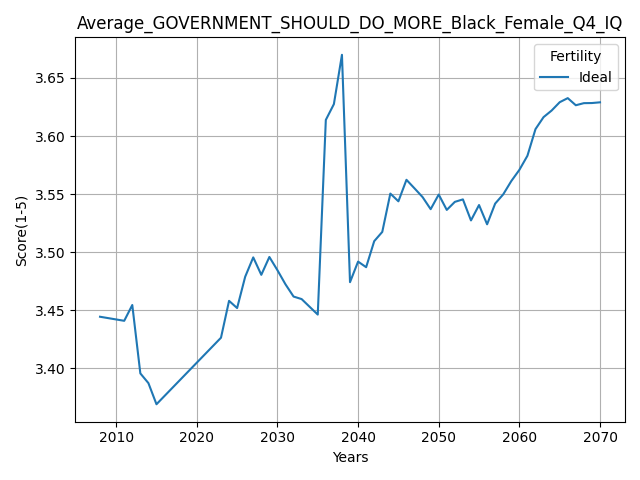 Average_GOVERNMENT_SHOULD_DO_MORE_Black_Female_Q4_IQ
Fertility
Ideal
3.65
3.60
3.55
3.50
3.45
3.40
Score(1-5)
2010 2020 2030 2040 2050 2060 2070
Years